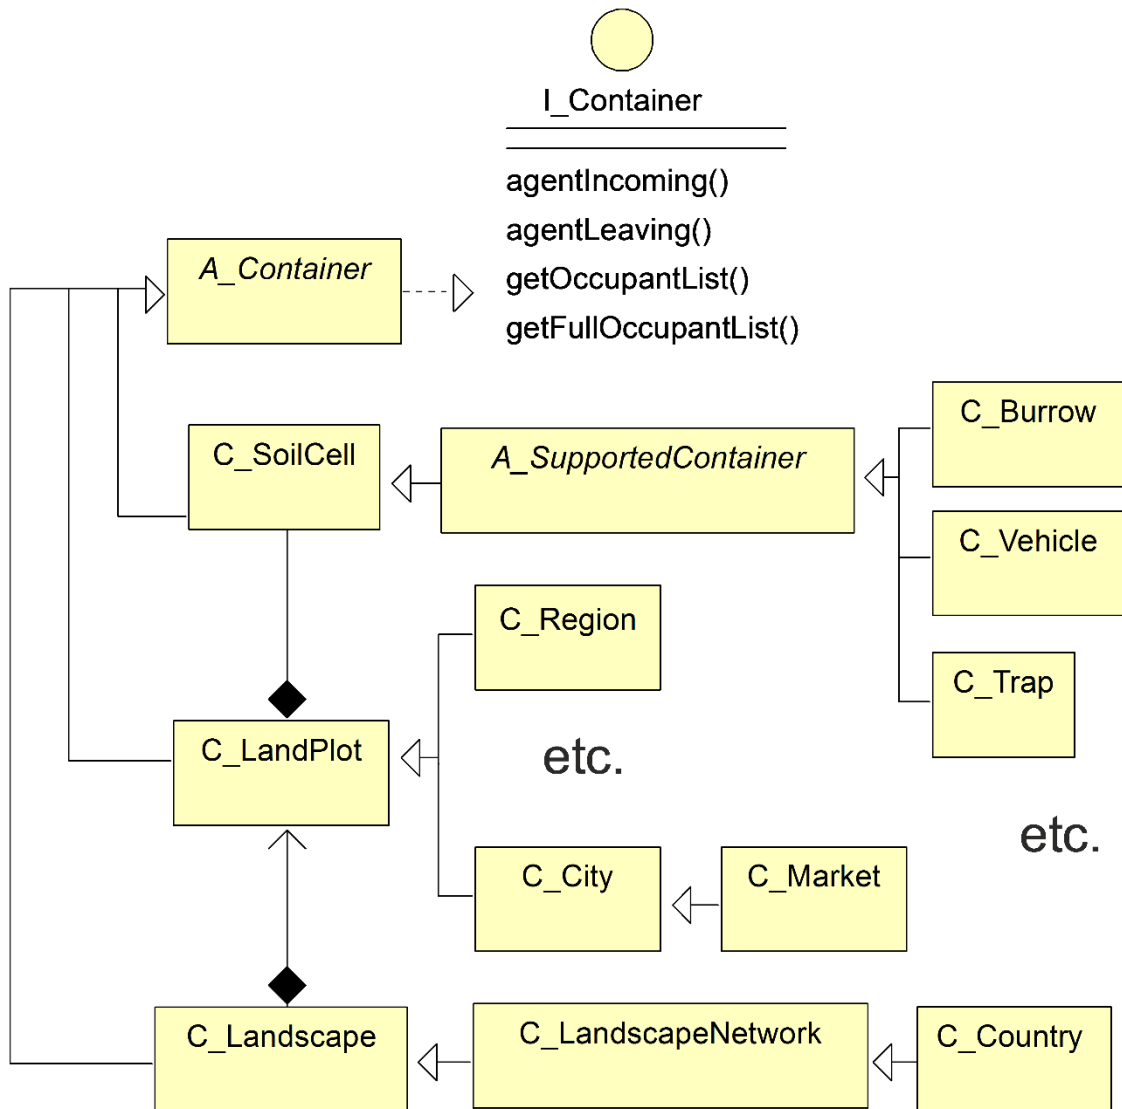 I_Container
agentIncoming()
agentLeaving()
getOccupantList()
getFullOccupantList()
A_Container
C_SoilCell
A_SupportedContainer
C_Burrow
C_Vehicle
C_Trap
etc.
C_Region
C_LandPlot
etc.
C_City
C_Market
C_Landscape
C_LandscapeNetwork
C_Country